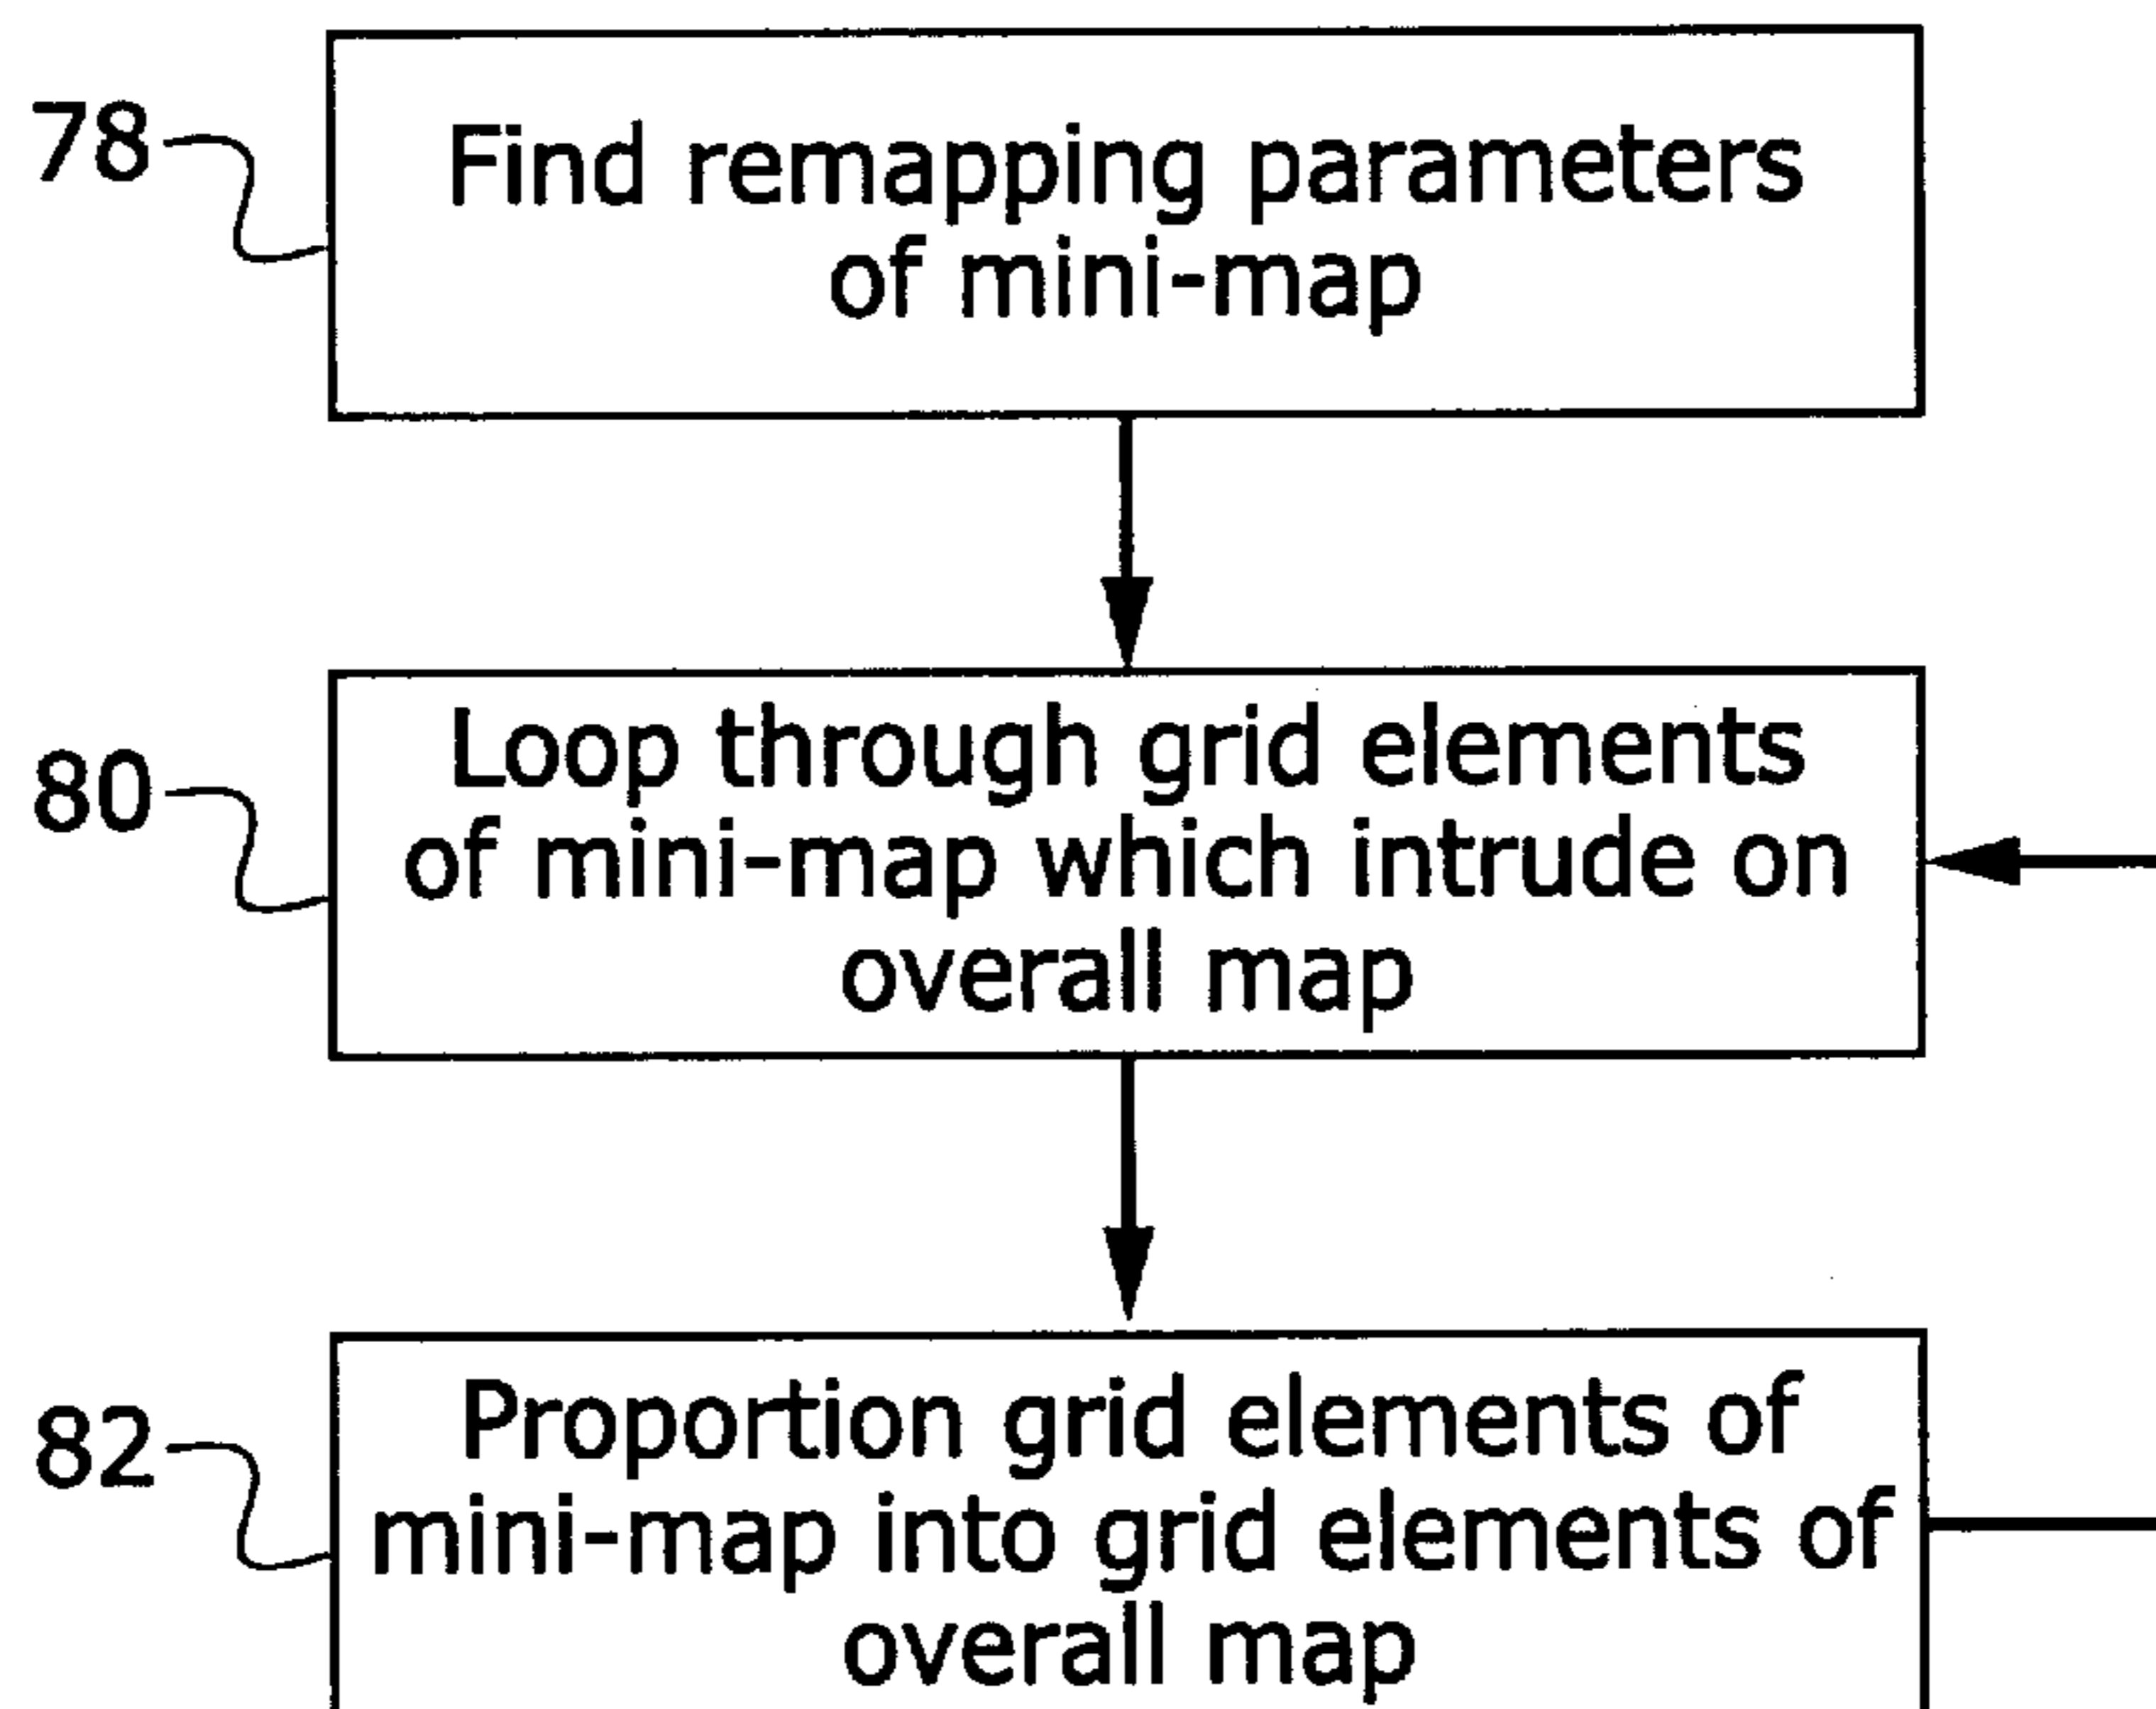 78
Find remapping parameters
of mini-map
80
Loop through grid elements
of mini-map which intrude on
overall map
82
Proportion grid elements of
mini-map into grid elements of
overall map